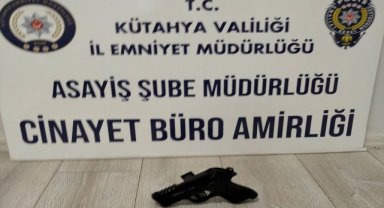 T.C.
KÜTAHYA VALİLİĞİ
İL EMNİYET MÜDÜRLÜĞÜ
ASAYİŞ ŞUBE MÜDÜRLÜĞÜ
CİNAYET BÜRO AMİRLİĞİ